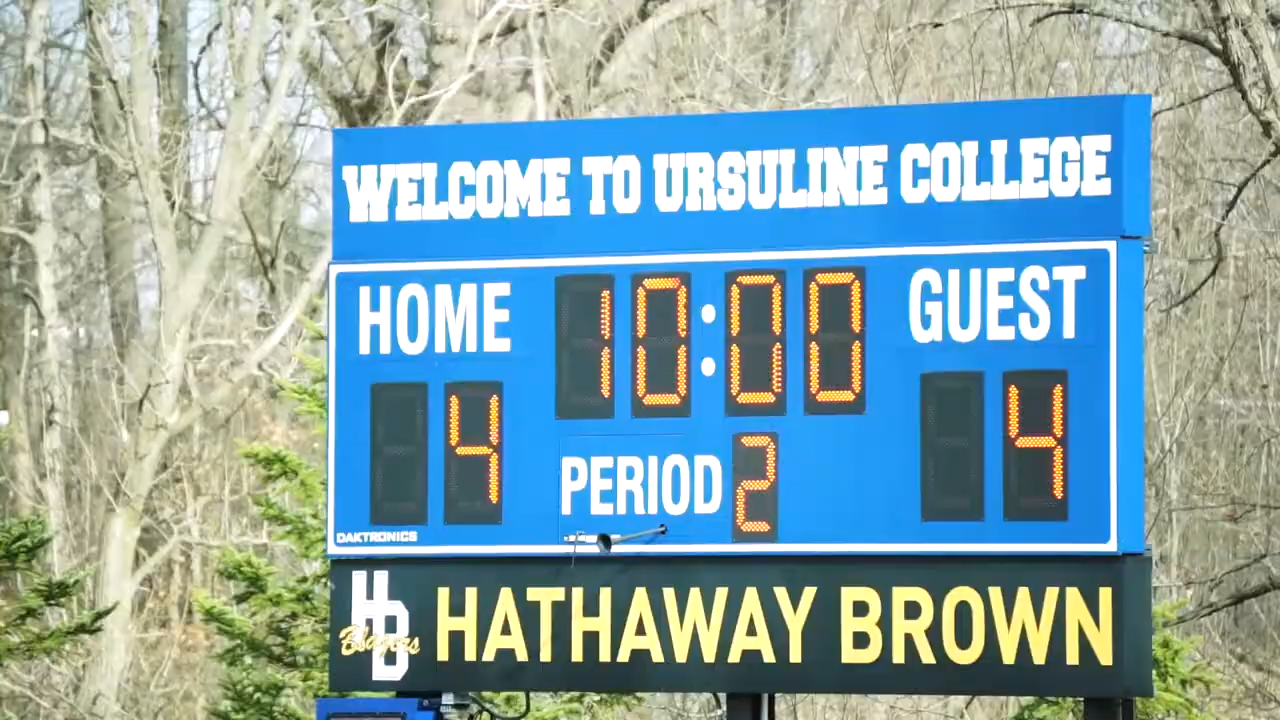 WELCOME TO URSULINE COLLEGE
HOME 10:00 GUEST
4 PERIOD 2 4
DAKTRONICS
HB Blazers HATHAWAY BROWN